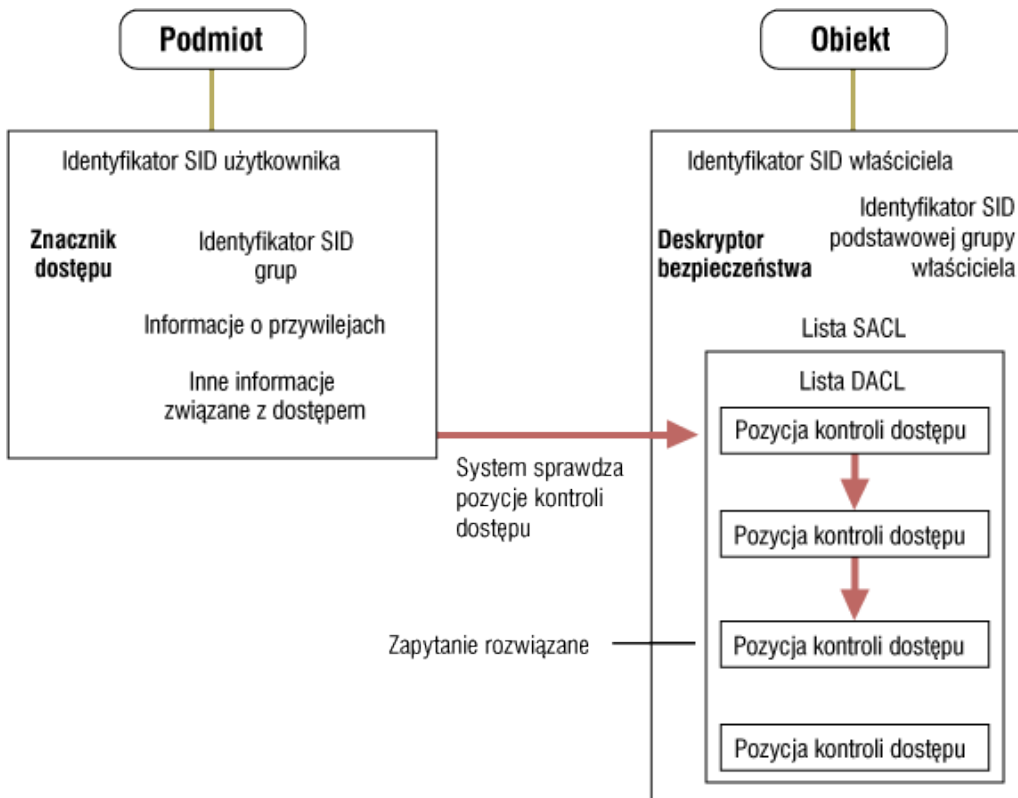 Podmiot
Identyfikator SID użytkownika
Znacznik
dostępu
Identyfikator SID
grup
Informacje o przywilejach
Inne informacje
związane z dostępem
System sprawdza
pozycje kontroli
dostępu
Zapytanie rozwiązane
Obiekt
Identyfikator SID właściciela
Deskryptor
bezpieczeństwa
Identyfikator SID
podstawowej grupy
właściciela
Lista SACL
Lista DACL
Pozycja kontroli dostępu
Pozycja kontroli dostępu
Pozycja kontroli dostępu
Pozycja kontroli dostępu